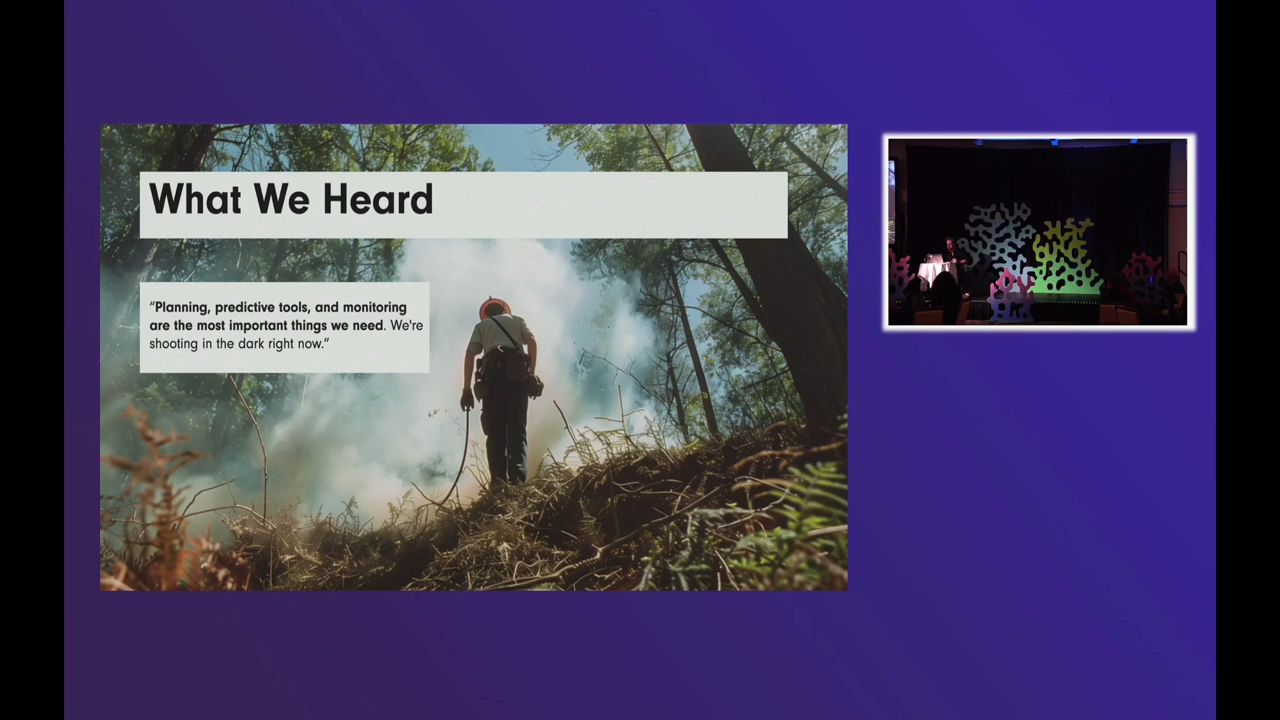 What We Heard
“Planning, predictive tools, and monitoring
are the most important things we need. We're
shooting in the dark right now.”